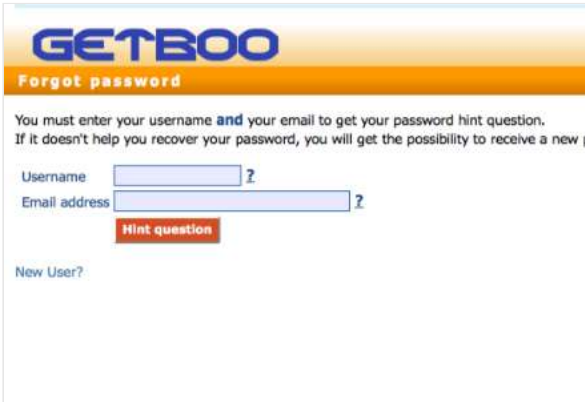 GETBOO
Forgot password
You must enter your username and your email to get your password hint question.
If it doesn't help you recover your password, you will get the possibility to receive a new
Username ?
Email address ?
Hint question
New User?